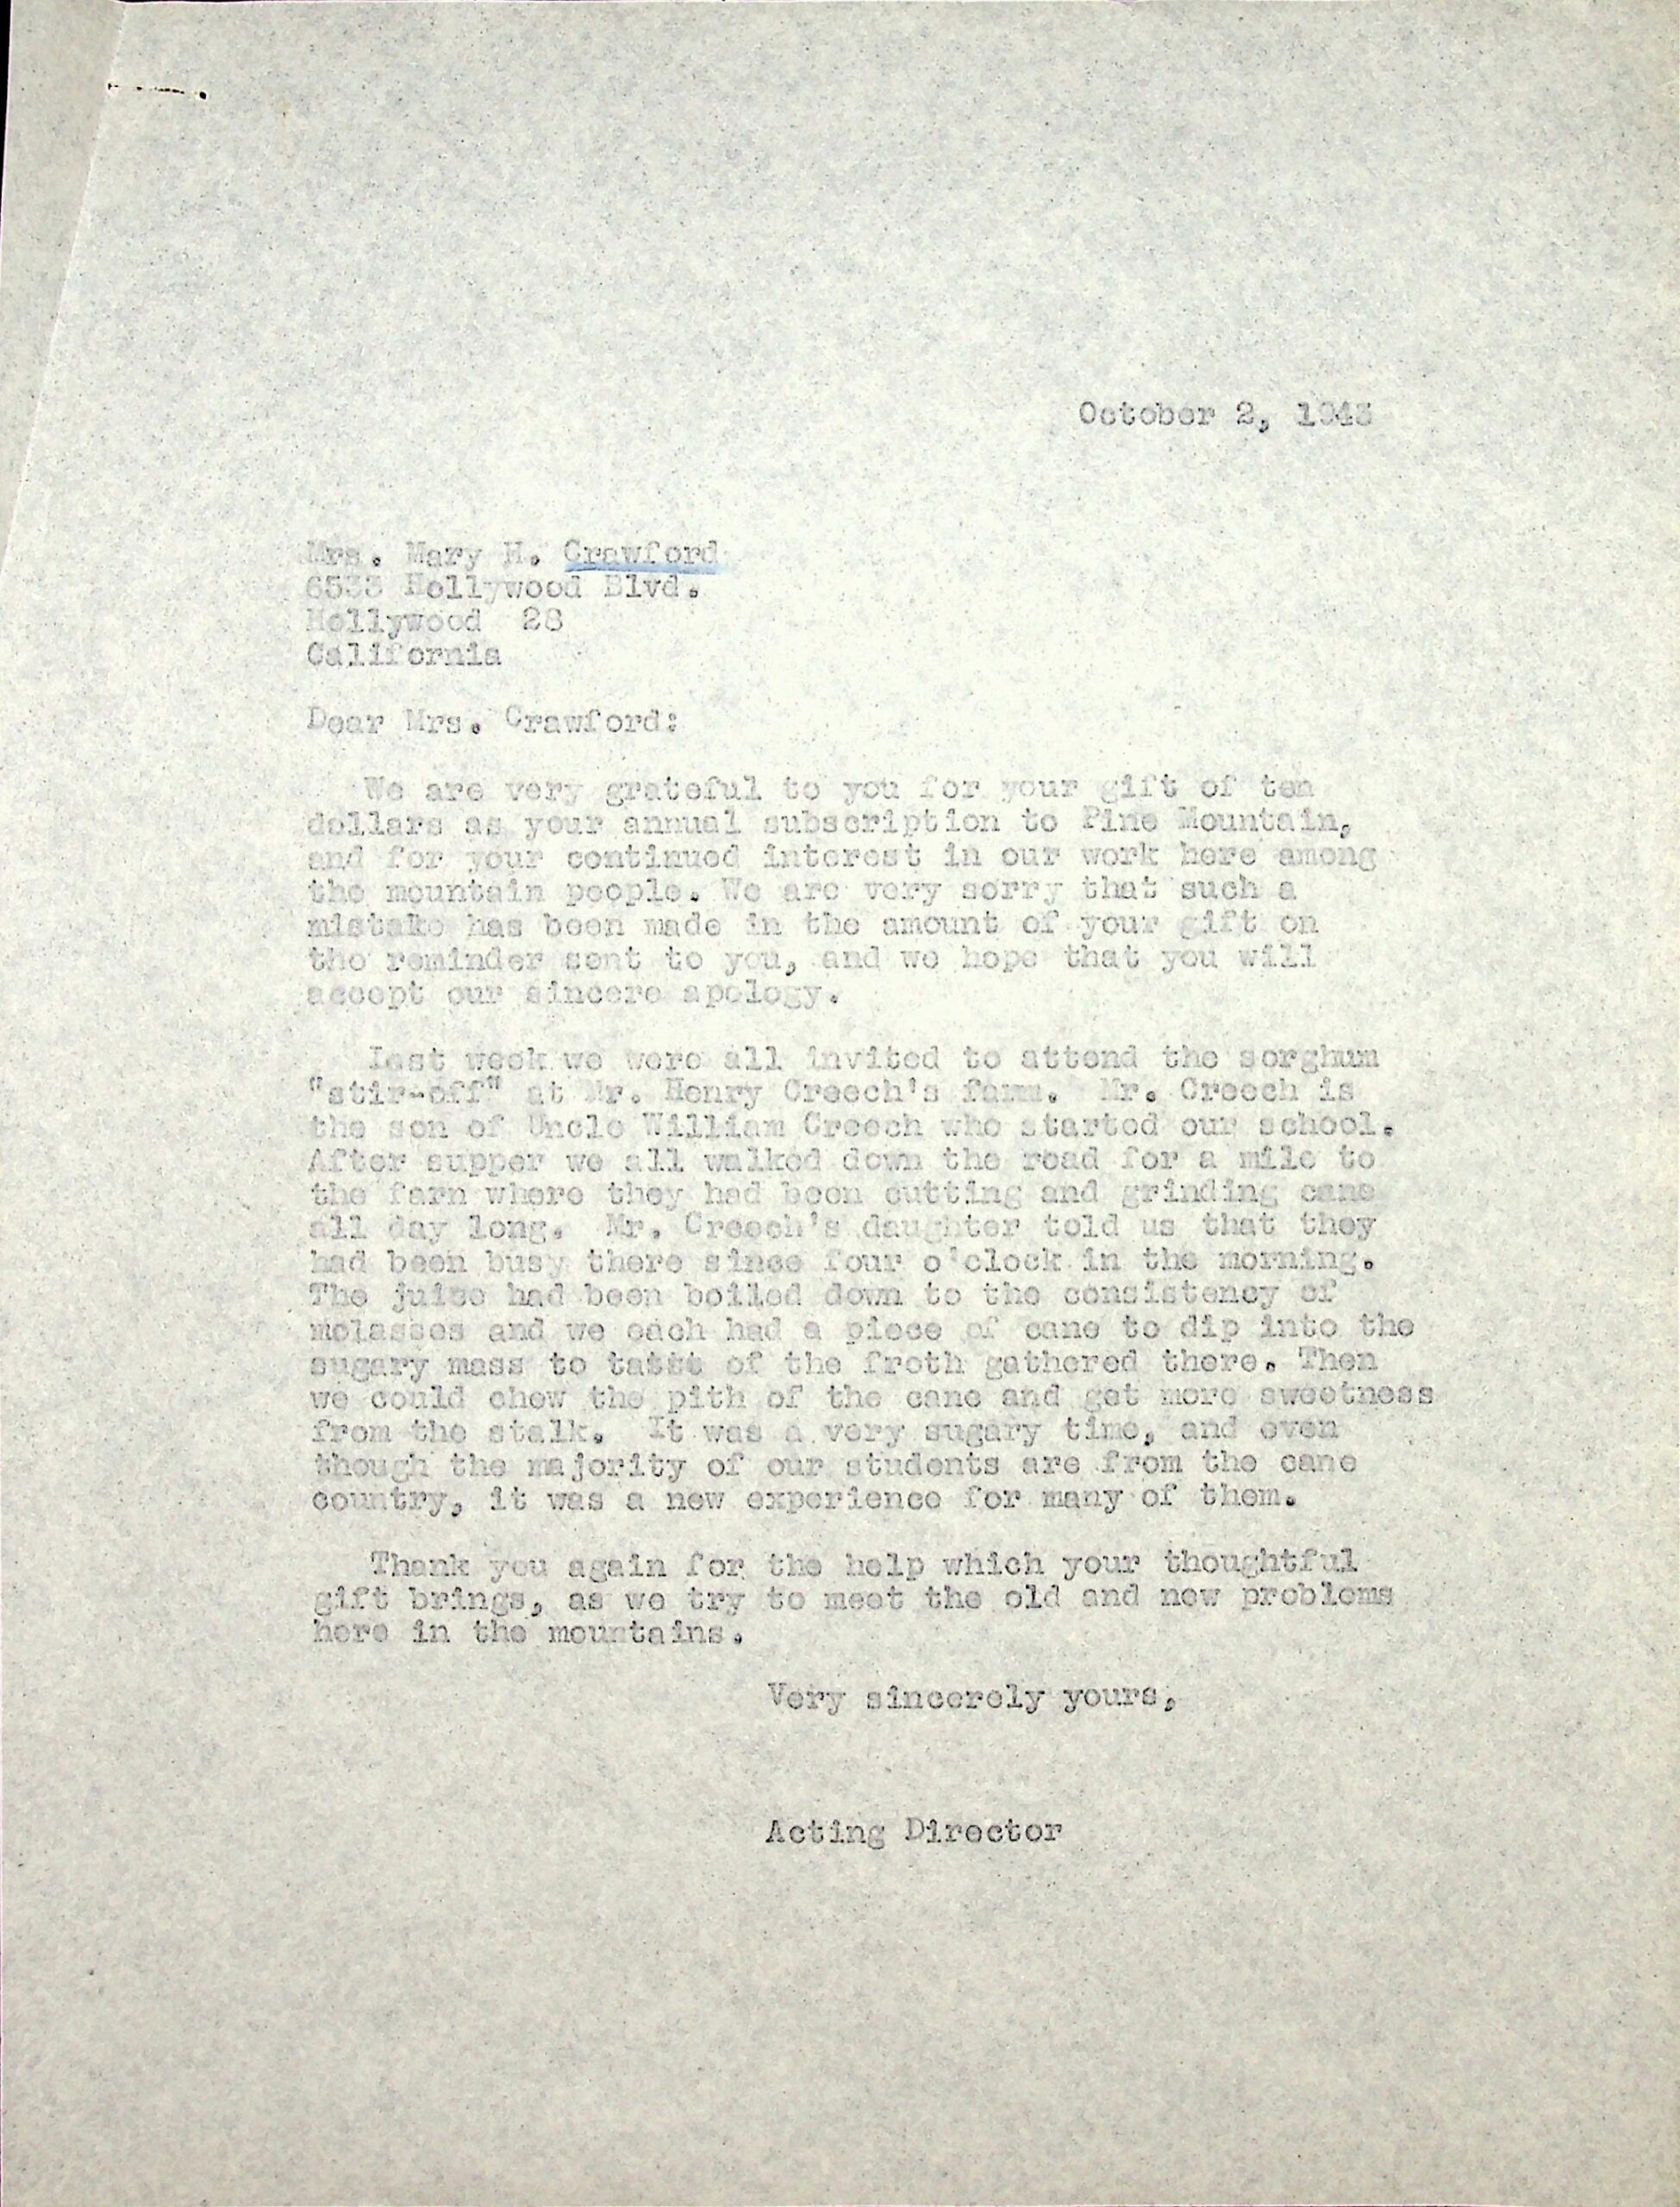 October 2, 1943
Mrs. Mary H. Crawford
6533 Hollywood Blvd.
Hollywood 28
California
Dear Mrs. Crawford:
We are very grateful to you for your gift of ten
dollars as your annual subscription to Pine Mountain,
and for your continued interest in our work here among
the mountain people. We are very sorry that such a
mistake has been made in the amount of your gift on
the reminder sent to you, and we hope that you will
accept our sincere apology.
Last week we were all invited to attend the sorghum
"stir-off" at Mr. Henry Creech's farm. Mr. Creech is
the son of Uncle William Creech who started our school.
After supper we all walked down the road for a mile to
the farm where they had been cutting and grinding cane
all day long. Mr. Creech's daughter told us that they
had been busy there since four o'clock in the morning.
The juice had been boiled down to the consistency of
molasses and we each had a piece of cane to dip into the
sugary mass to of the froth gathered there. Then
we could chew the pith of the cane and get more sweetness
from the stalk. It was a very sugary time, and even
though the majority of our students are from the cane
country, it was a new experience for many of them.
Thank you again for the help which your thoughtful
gift brings, as we try to meet the old and new problems
here in the mountains.
Very sincerely yours,
Acting Director